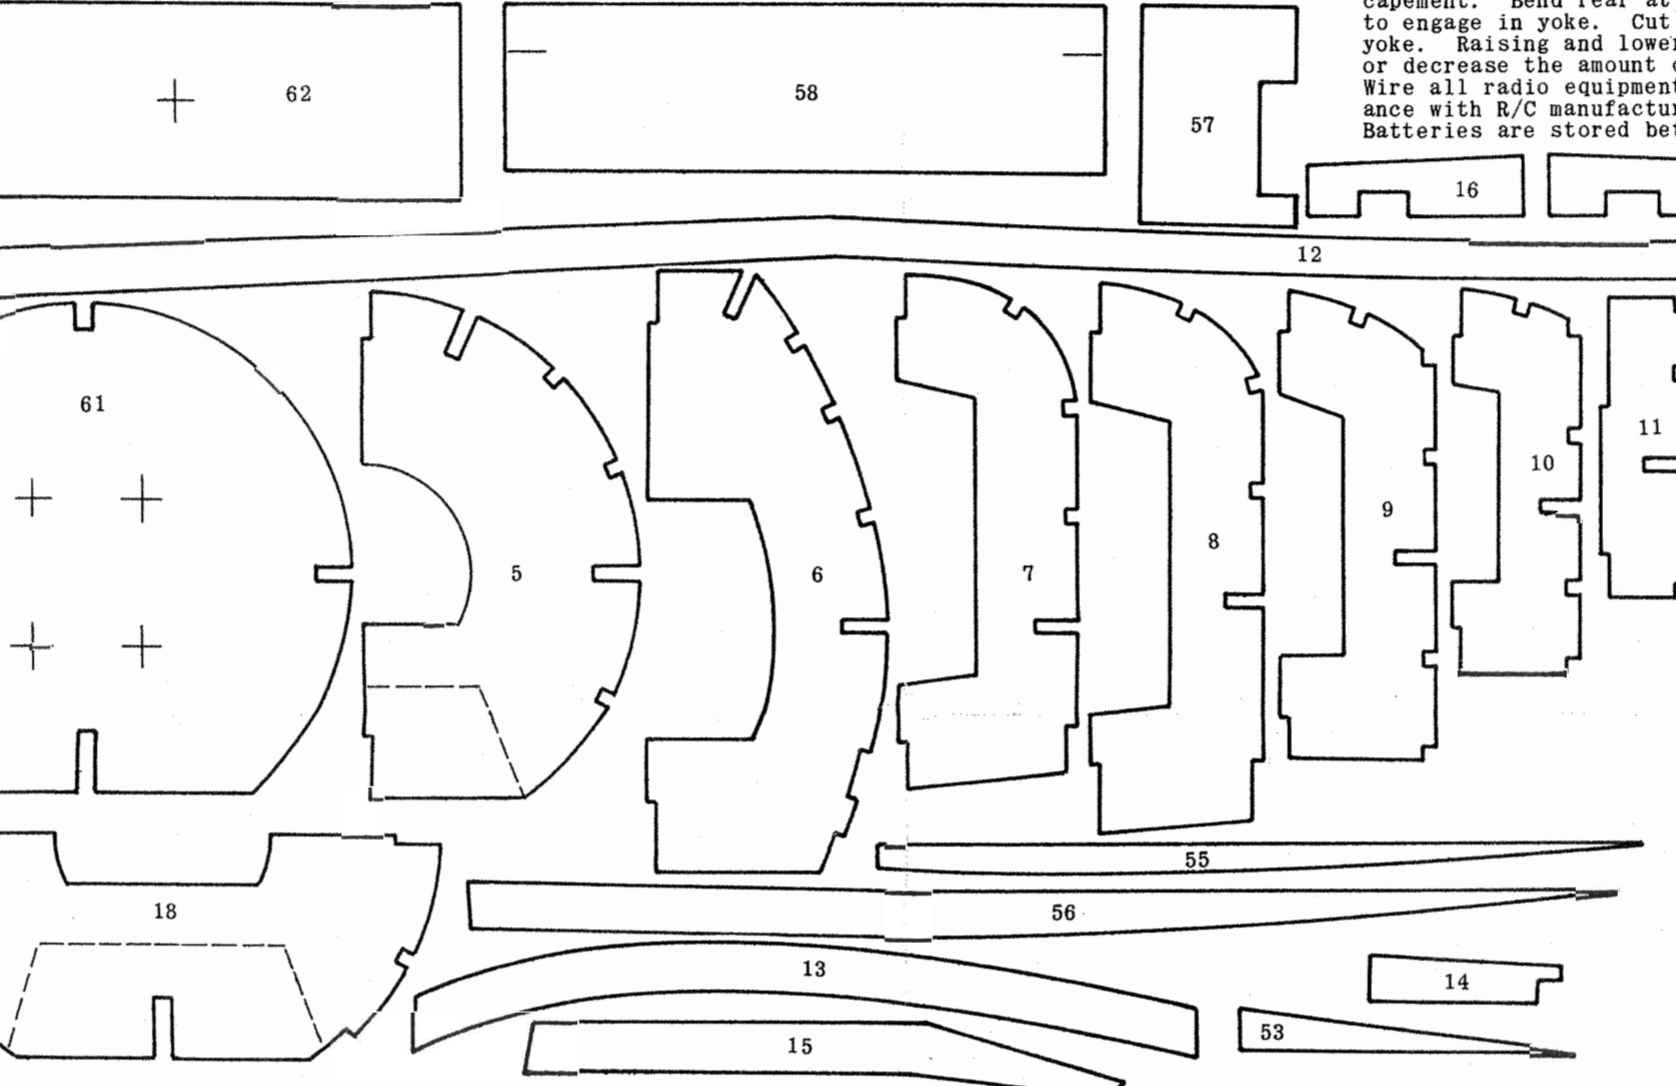 to engage in yoke. Cut
yoke. Raising and lower
or decrease the amount
Wire all radio equipment
ance with R/C manufactur
Batteries are stored bet
capement. Bend rear at
62
58
57
16
12
61
5
6
7
8
9
10
11
18
55
56
13
14
15
53